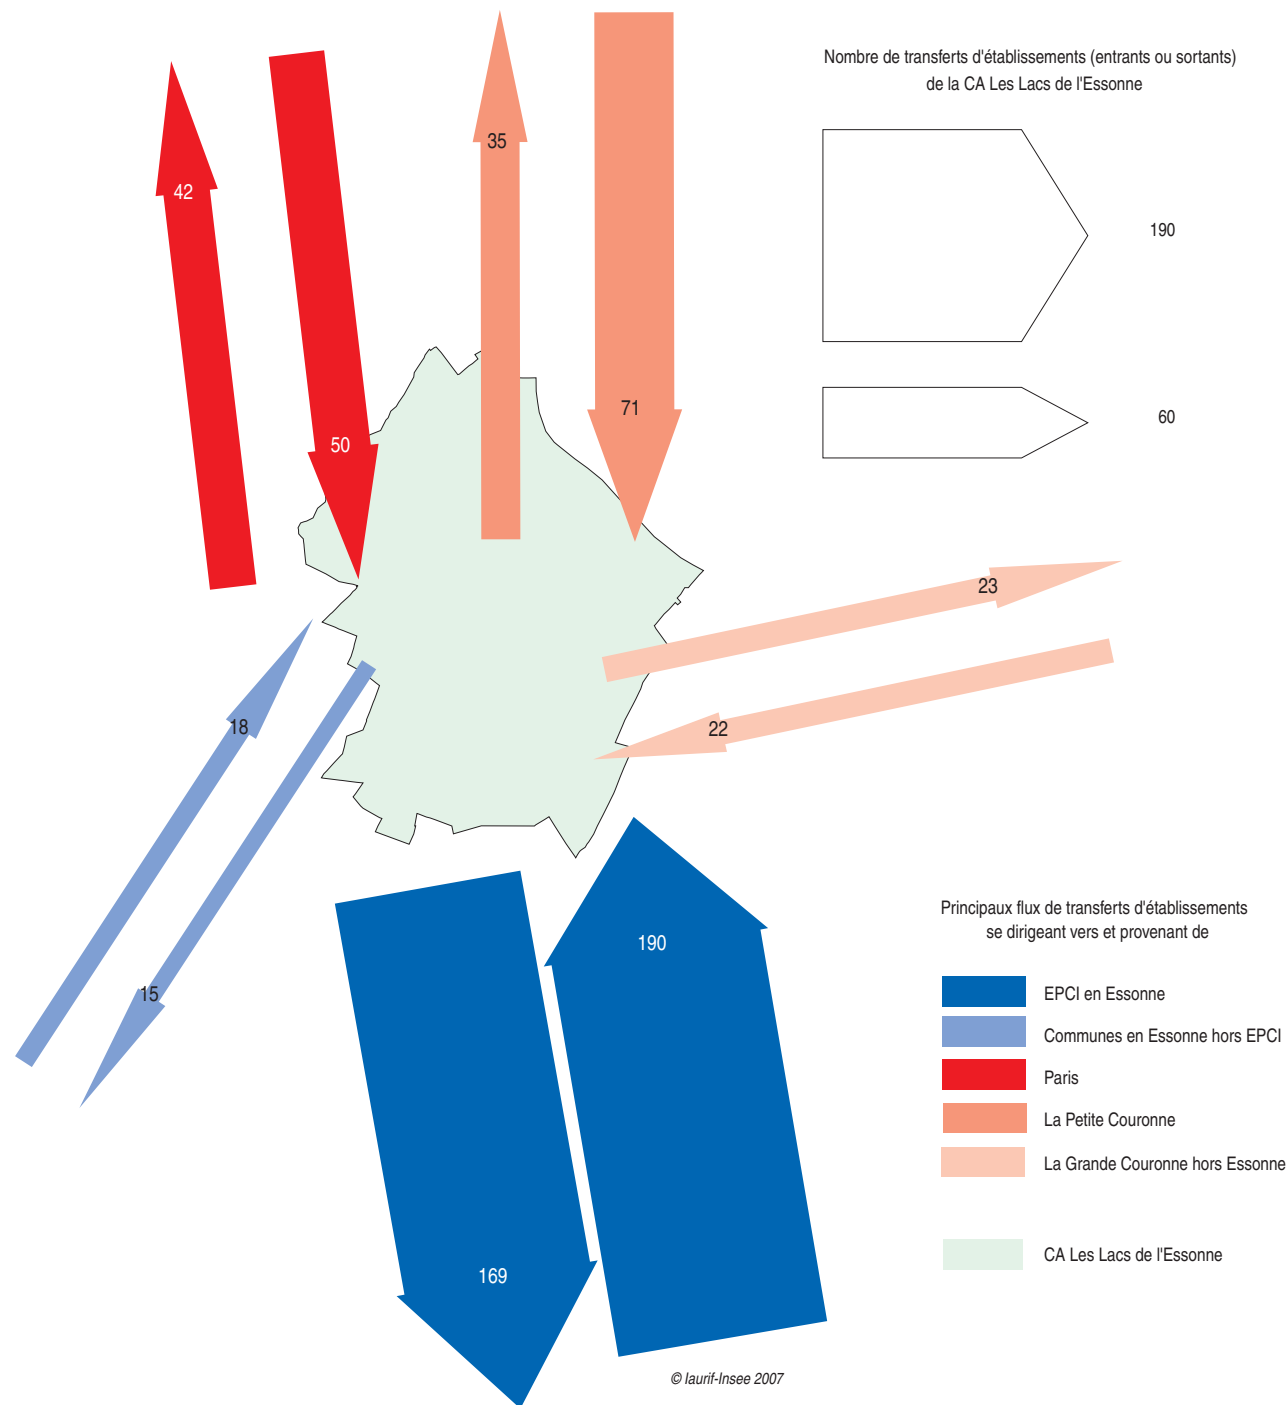 Nombre de transferts d'établissements (entrants ou sortants)
de la CA Les Lacs de l'Essonne
190
60
42
50
35
71
23
22
18
15
190
169
Principaux flux de transferts d'établissements
se dirigeant vers et provenant de
EPCI en Essonne
Communes en Essonne hors EPCI
Paris
La Petite Couronne
La Grande Couronne hors Essonne
CA Les Lacs de l'Essonne
© Iaurif-Insee 2007